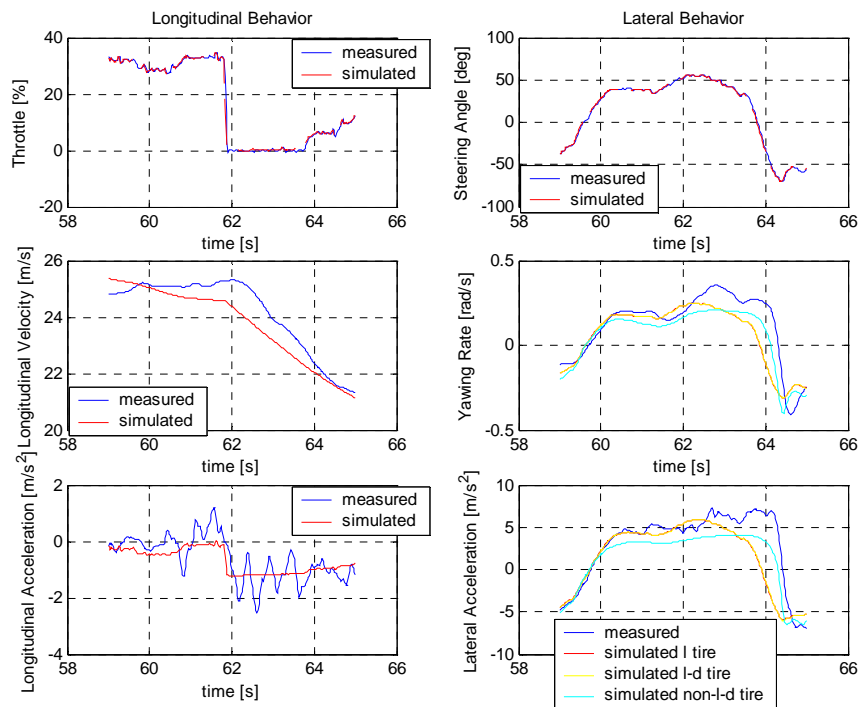 Longitudinal Behavior
Throttle [%]
40
20
0
-20
58
60
62
64
66
time [s]
measured
simulated
Lateral Behavior
Steering Angle [deg]
100
50
0
-50
-100
58
60
62
64
66
time [s]
measured
simulated
Longitudinal Velocity [m/s]
26
24
22
20
58
60
62
64
66
time [s]
measured
simulated
Yawing Rate [rad/s]
0.5
0
-0.5
58
60
62
64
66
time [s]
Longitudinal Acceleration [m/s²]
2
0
-2
-4
58
60
62
64
66
time [s]
measured
simulated
Lateral Acceleration [m/s²]
10
5
0
-5
-10
58
60
62
64
66
time [s]
measured
simulated l tire
simulated l-d tire
simulated non-l-d tire